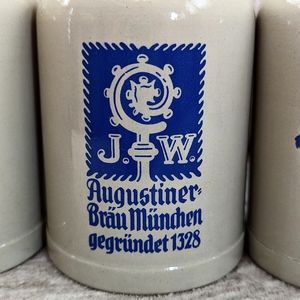 J. W.
Augustiner-
Bräu München
gegründet 1328